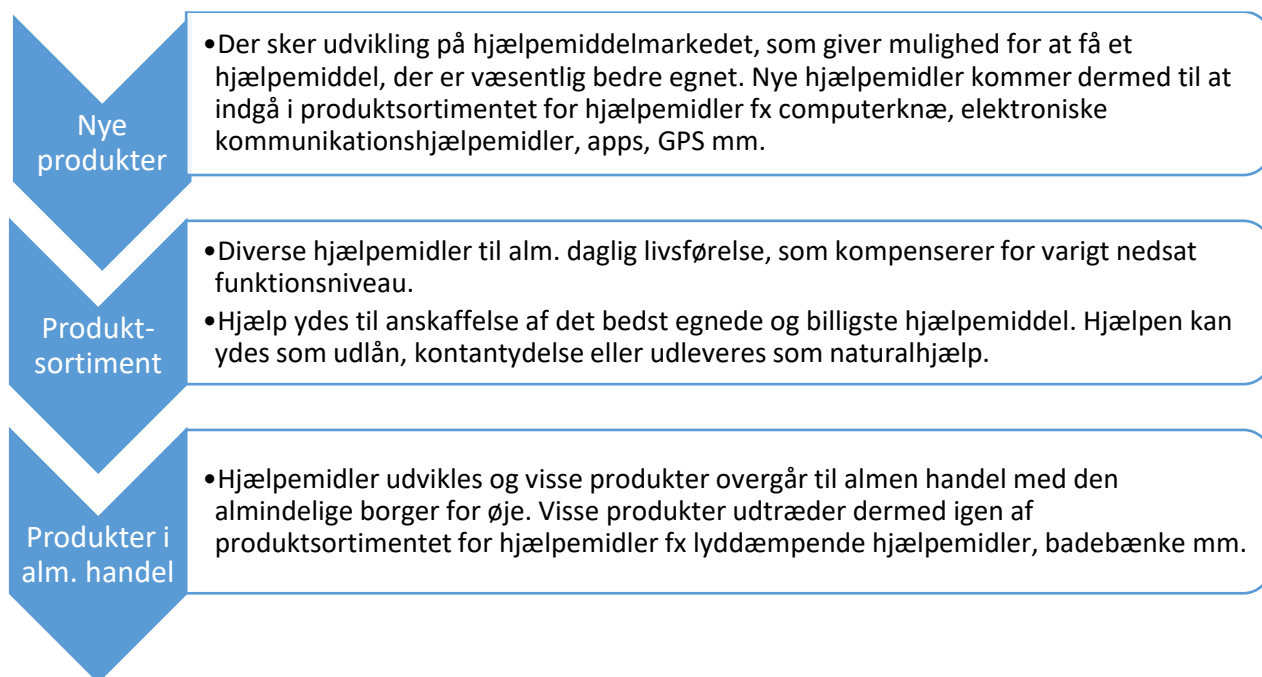 Nye
produkter
•Der sker udvikling på hjælpemiddelmarkedet, som giver mulighed for at få et
hjælpemiddel, der er væsentlig bedre egnet. Nye hjælpemidler kommer dermed til at
indgå i produktsortimentet for hjælpemidler fx computerknæ, elektroniske
kommunikationshjælpemidler, apps, GPS mm.
Produkt-
sortiment
•Diverse hjælpemidler til alm. daglig livsførelse, som kompenserer for varigt nedsat
funktionsniveau.
•Hjælp ydes til anskaffelse af det bedst egnede og billigste hjælpemiddel. Hjælpen kan
ydes som udlån, kontantydelse eller udleveres som naturalhjælp.
Produkter i
alm. handel
•Hjælpemidler udvikles og visse produkter overgår til almen handel med den
almindelige borger for øje. Visse produkter udtræder dermed igen af
produktsortimentet for hjælpemidler fx lyddæmpende hjælpemidler, badebænke mm.